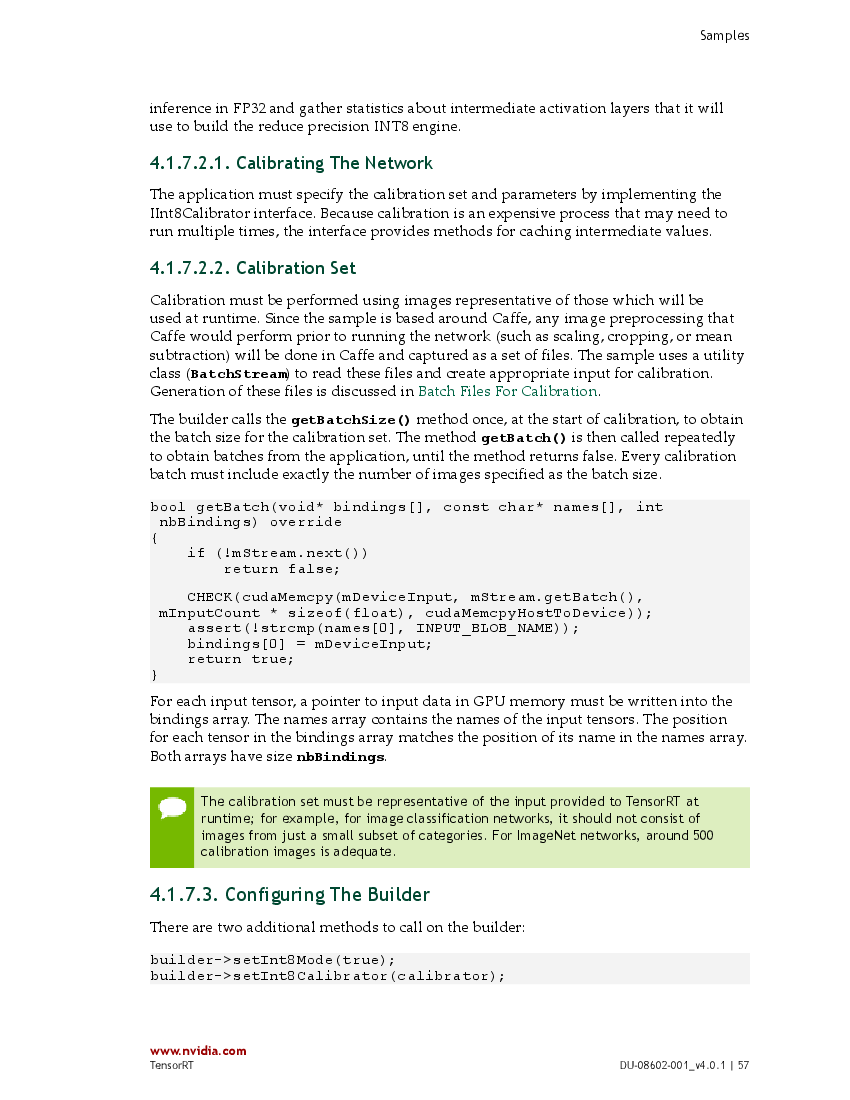 Samples
inference in FP32 and gather statistics about intermediate activation layers that it will
use to build the reduce precision INT8 engine.
4.1.7.2.1. Calibrating The Network
The application must specify the calibration set and parameters by implementing the
IInt8Calibrator interface. Because calibration is an expensive process that may need to
run multiple times, the interface provides methods for caching intermediate values.
4.1.7.2.2. Calibration Set
Calibration must be performed using images representative of those which will be
used at runtime. Since the sample is based around Caffe, any image preprocessing that
Caffe would perform prior to running the network (such as scaling, cropping, or mean
subtraction) will be done in Caffe and captured as a set of files. The sample uses a utility
class (BatchStream) to read these files and create appropriate input for calibration.
Generation of these files is discussed in Batch Files For Calibration.
The builder calls the getBatchSize() method once, at the start of calibration, to obtain
the batch size for the calibration set. The method getBatch() is then called repeatedly
to obtain batches from the application, until the method returns false. Every calibration
batch must include exactly the number of images specified as the batch size.
bool getBatch(void* bindings[], const char* names[], int
nbBindings) override
{
if (!mStream.next())
return false;
CHECK(cudaMemcpy(mDeviceInput, mStream.getBatch(),
mInputCount * sizeof(float), cudaMemcpyHostToDevice));
assert(!strcmp(names[0], INPUT_BLOB_NAME));
bindings[0] = mDeviceInput;
return true;
}
For each input tensor, a pointer to input data in GPU memory must be written into the
bindings array. The names array contains the names of the input tensors. The position
for each tensor in the bindings array matches the position of its name in the names array.
Both arrays have size nbBindings.
The calibration set must be representative of the input provided to TensorRT at
runtime; for example, for image classification networks, it should not consist of
images from just a small subset of categories. For ImageNet networks, around 500
calibration images is adequate.
4.1.7.3. Configuring The Builder
There are two additional methods to call on the builder:
builder->setInt8Mode(true);
builder->setInt8Calibrator(calibrator);
www.nvidia.com
TensorRT DU-08602-001_v4.0.1 | 57